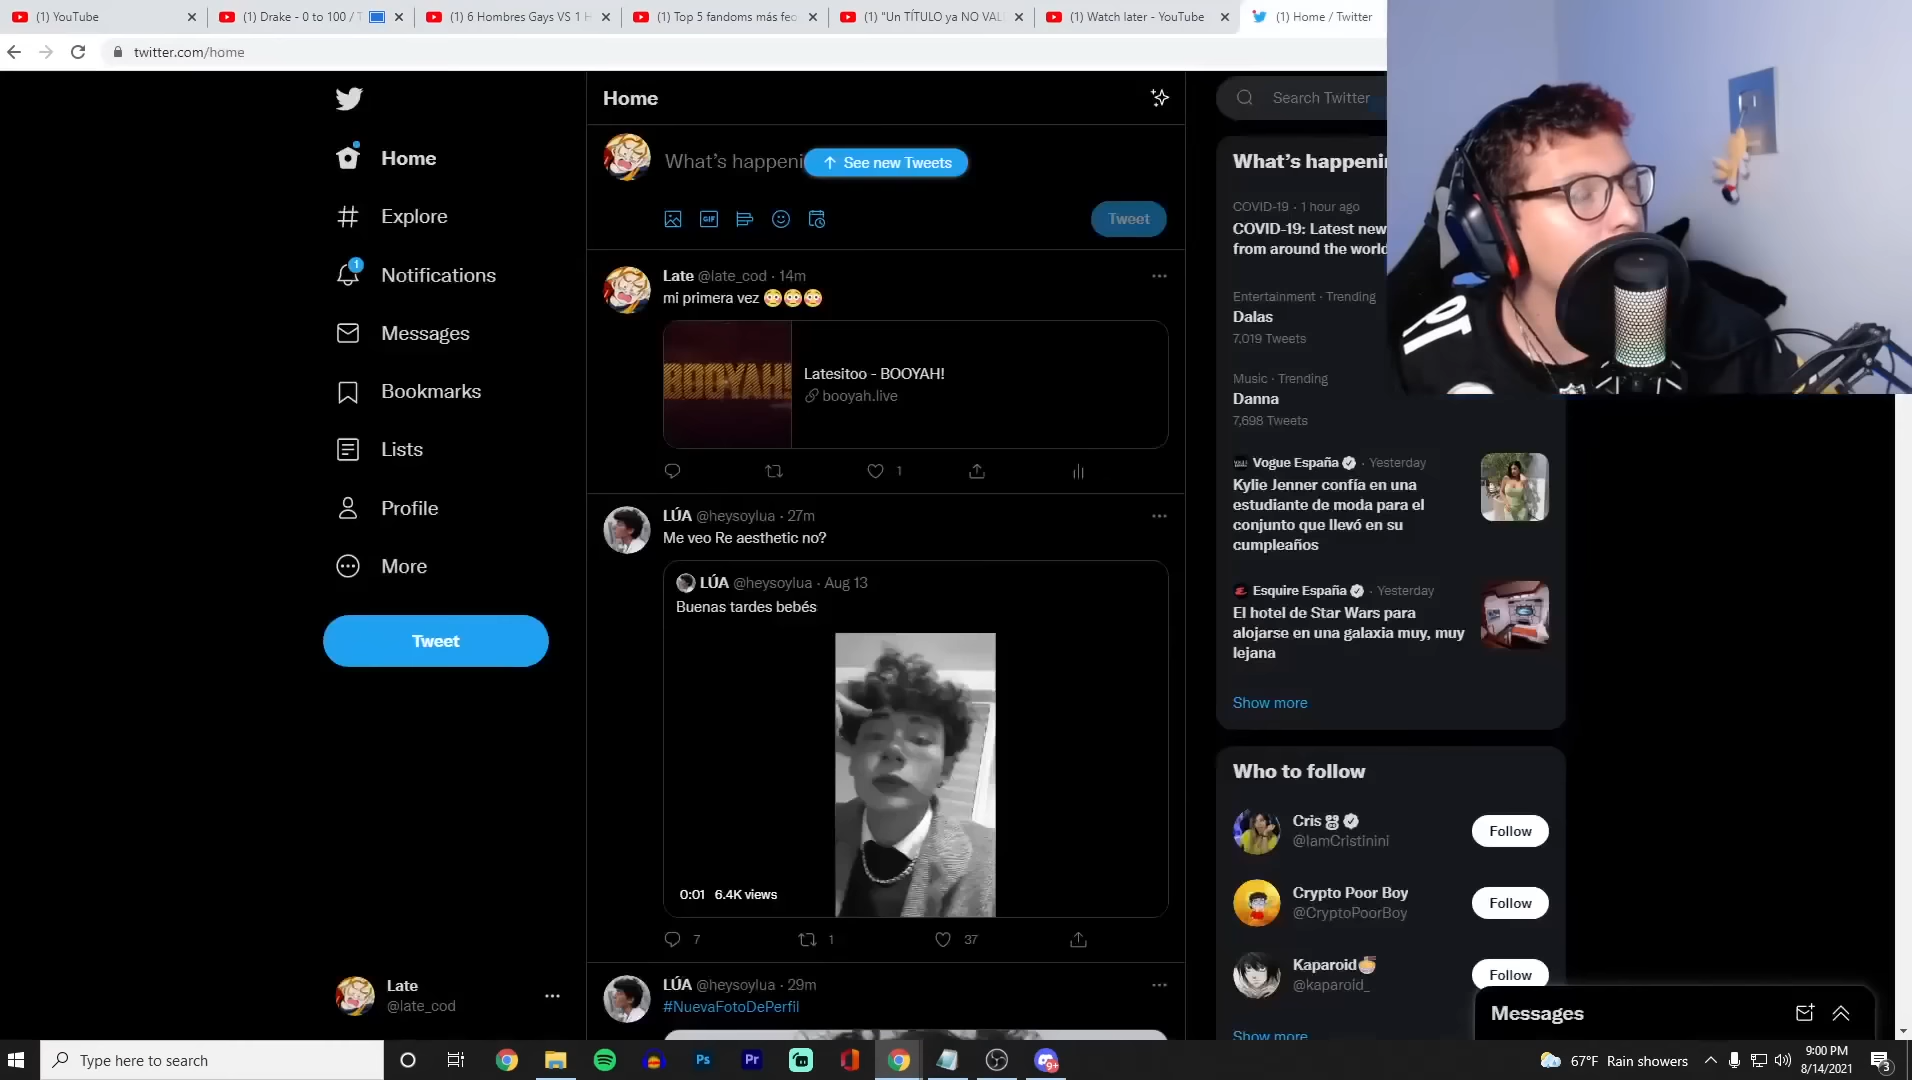 (1) YouTube
(1) Drake - 0 to 100 / T
(1) 6 Hombres Gays VS 1 H
(1) Top 5 fandoms más feo
(1) "Un TÍTULO ya NO VAL
(1) Watch later - YouTube
(1) Home / Twitter
twitter.com/home
Home
Explore
1
Notifications
Messages
Bookmarks
Lists
Profile
More
Tweet
Late
@late_cod
Home
What's happeni
See new Tweets
GIF
Tweet
Late @late_cod · 14m
mi primera vez 😳😳😳
BOOYAH!
Latesitoo - BOOYAH!
booyah.live
1
LÚA @heysoylua · 27m
Me veo Re aesthetic no?
LÚA @heysoylua · Aug 13
Buenas tardes bebés
0:01 6.4K views
7 1 37
LÚA @heysoylua · 29m
#NuevaFotoDePerfil
Search Twitter
What's happenin
COVID-19 · 1 hour ago
COVID-19: Latest new
from around the world
Entertainment · Trending
Dalas
7,019 Tweets
Music · Trending
Danna
7,698 Tweets
Vogue España · Yesterday
Kylie Jenner confía en una
estudiante de moda para el
conjunto que llevó en su
cumpleaños
Esquire España · Yesterday
El hotel de Star Wars para
alojarse en una galaxia muy, muy
lejana
Show more
Who to follow
Cris
@IamCristinini
Follow
Crypto Poor Boy
@CryptoPoorBoy
Follow
Kaparoid🍜
@kaparoid_
Follow
Show more
Messages
Type here to search
Ps
Pr
9+
67°F Rain showers
9:00 PM
8/14/2021
3